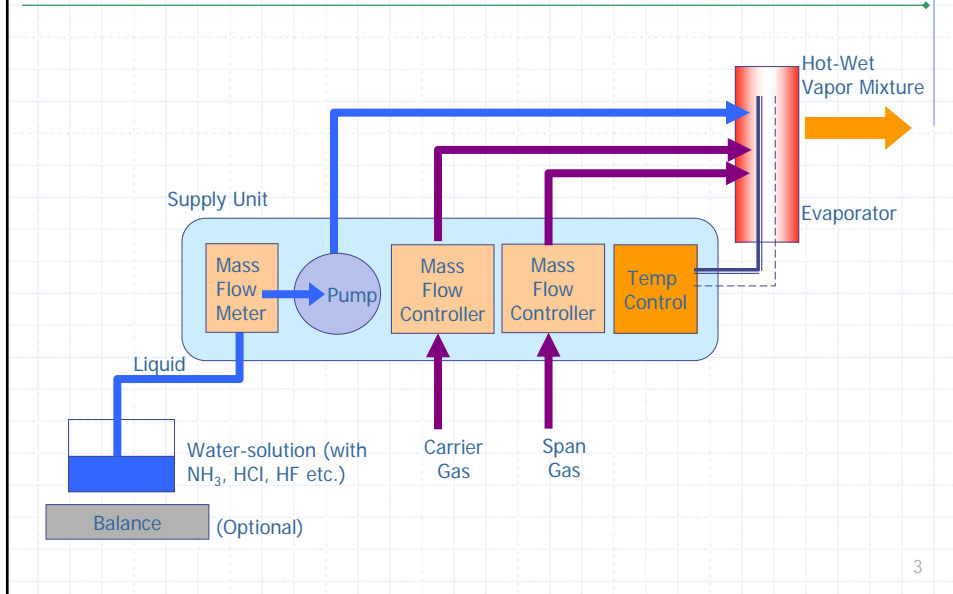 Hot-Wet
Vapor Mixture
Supply Unit
Evaporator
Mass
Flow
Meter
Pump
Mass
Flow
Controller
Mass
Flow
Controller
Temp
Control
Liquid
Water-solution (with
NH₃, HCl, HF etc.)
Carrier
Gas
Span
Gas
Balance
(Optional)
3